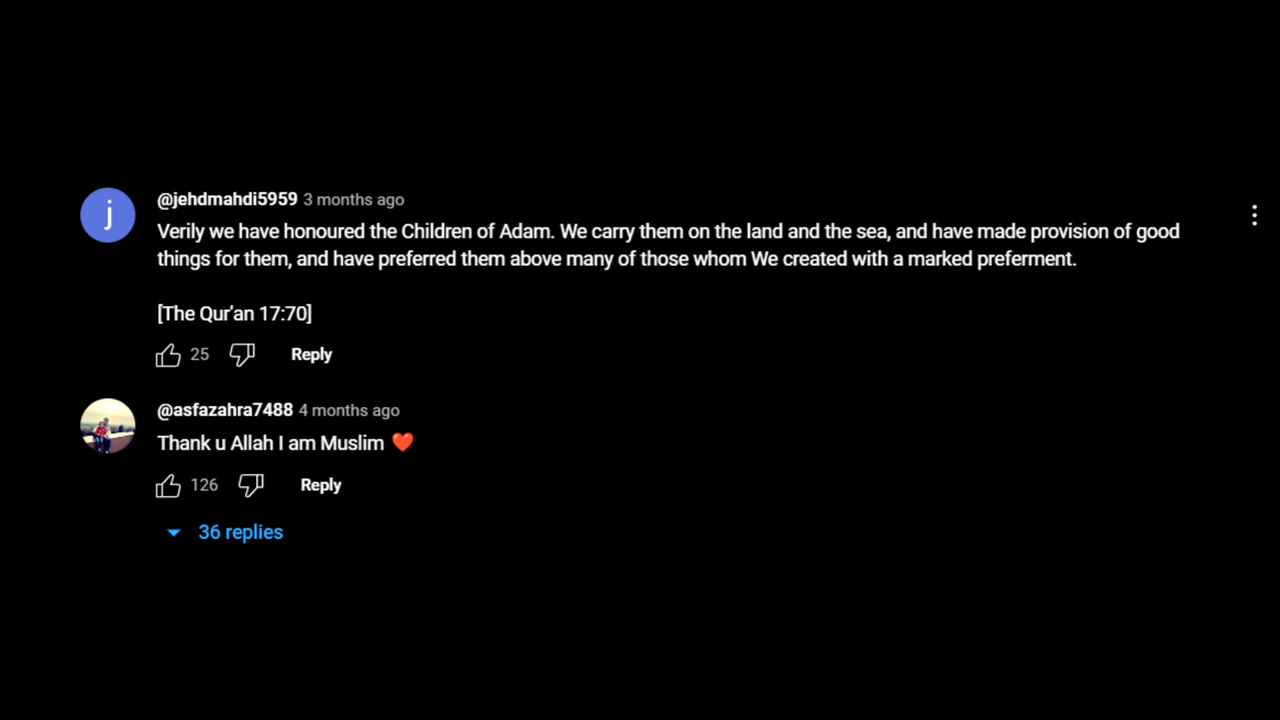 j
@jehdmahdi5959 3 months ago
Verily we have honoured the Children of Adam. We carry them on the land and the sea, and have made provision of good
things for them, and have preferred them above many of those whom We created with a marked preferment.
[The Qur'an 17:70]
25 Reply
@asfazahra7488 4 months ago
Thank u Allah I am Muslim ❤️
126 Reply
36 replies